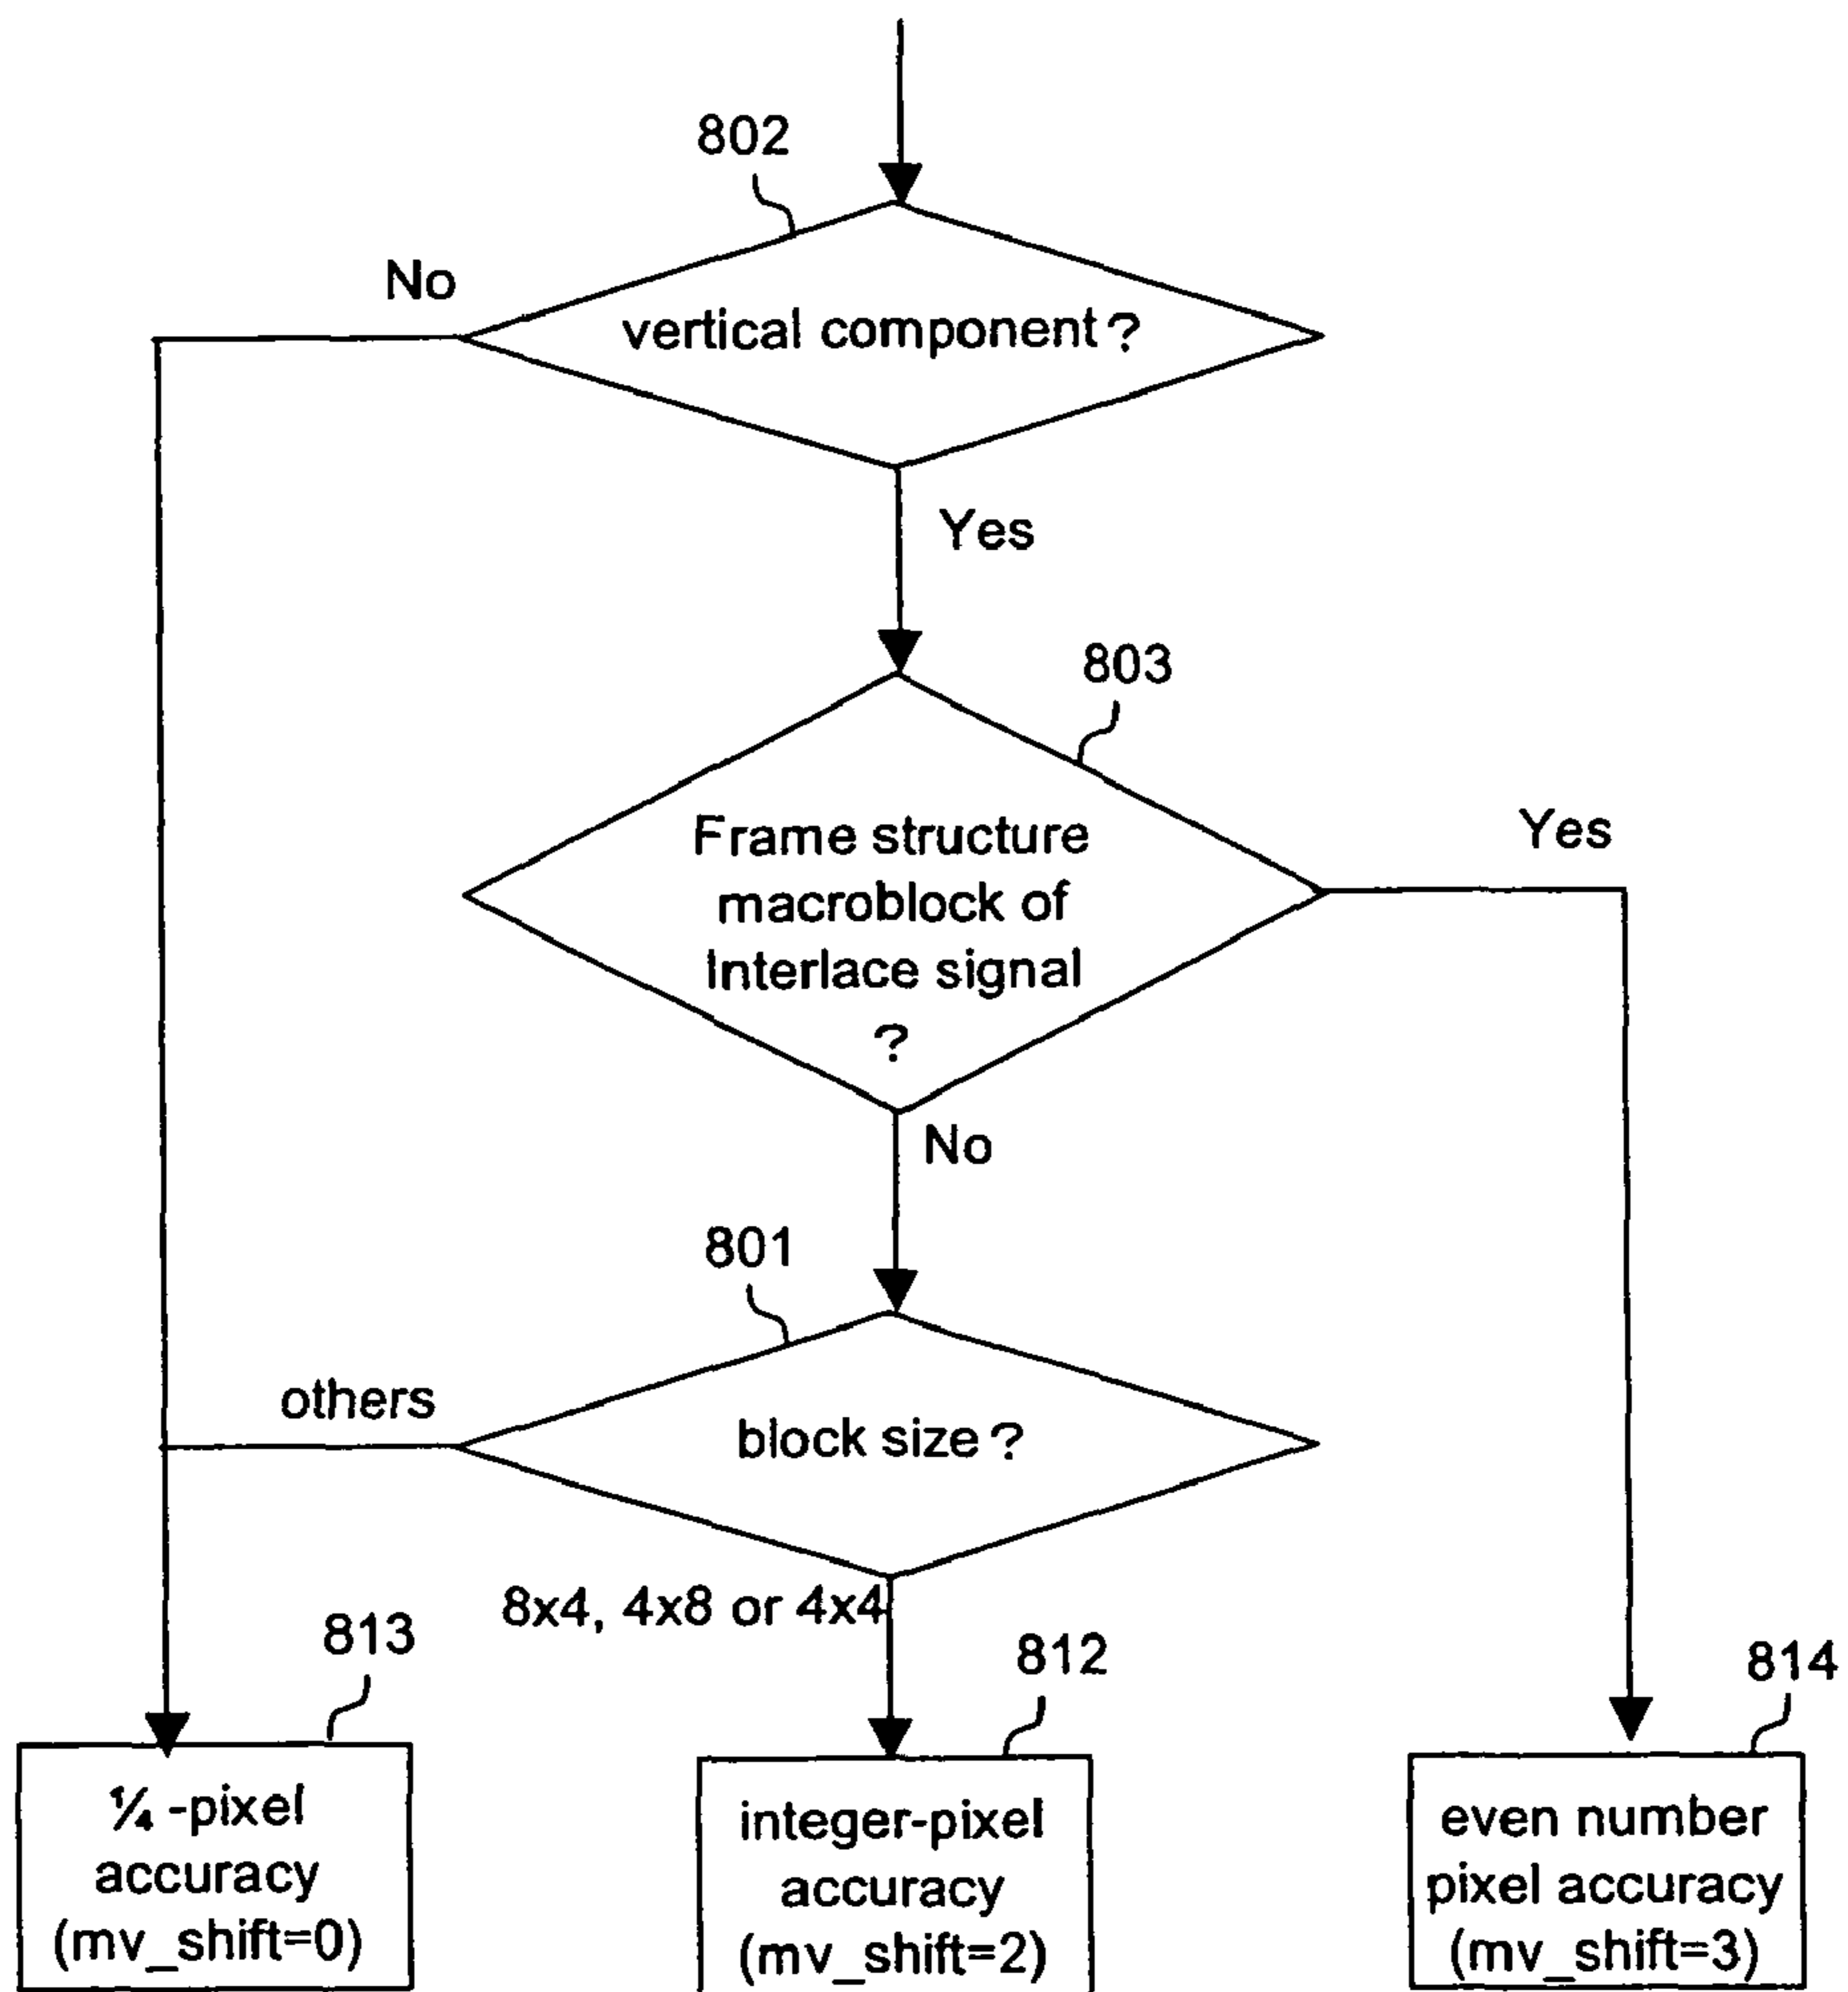 802
No
vertical component ?
Yes
803
Frame structure
macroblock of
Interlace signal
?
Yes
No
801
others
block size ?
8x4, 4x8 or 4x4
813
812
814
¼ -pixel
accuracy
(mv_shift=0)
integer-pixel
accuracy
(mv_shift=2)
even number
pixel accuracy
(mv_shift=3)